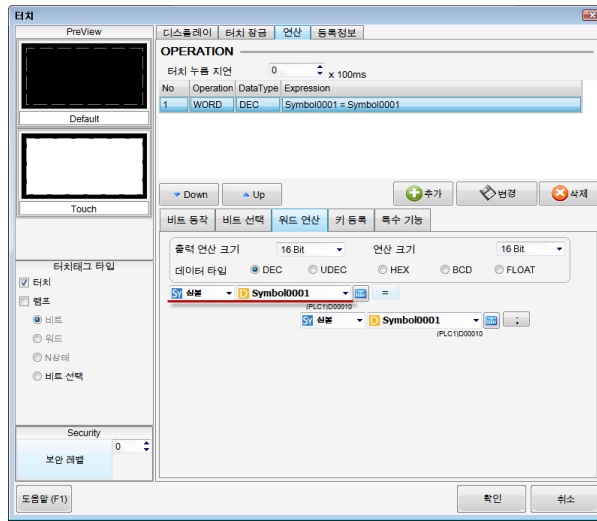 터치
PreView
Default
Touch
터치태그 타입
터치
램프
비트
워드
N상태
비트 선택
Security
보안 레벨
0
디스플레이 터치 잠금 연산 등록정보
OPERATION
터치 누름 지연 0 x 100ms
No Operation DataType Expression
1 WORD DEC Symbol0001 = Symbol0001
Down Up 추가 변경 삭제
비트 동작 비트 선택 워드 연산 키 등록 특수 기능
출력 연산 크기 16 Bit 연산 크기 16 Bit
데이터 타입 DEC UDEC HEX BCD FLOAT
SY 심볼 D Symbol0001 =
(PLC1)D00010
SY 심볼 D Symbol0001 ;
(PLC1)D00010
도움말 (F1) 확인 취소